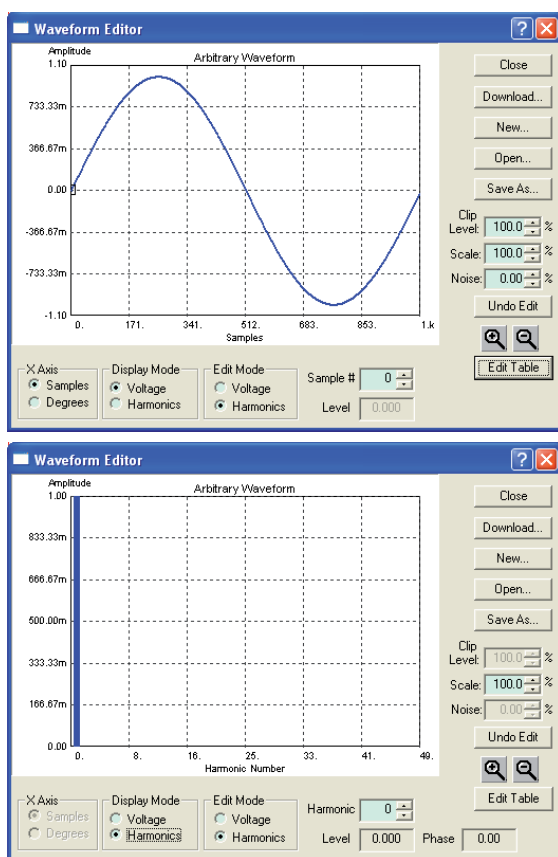 Waveform Editor
Amplitude
Arbitrary Waveform
1.10
733.33m
366.67m
0.00
-366.67m
-733.33m
-1.10
0. 171. 341. 512. 683. 853. 1.k
Samples
Close
Download...
New...
Open...
Save As...
Clip Level: 100.0 %
Scale: 100.0 %
Noise: 0.00 %
Undo Edit
Edit Table
X Axis
Samples
Degrees
Display Mode
Voltage
Harmonics
Edit Mode
Voltage
Harmonics
Sample # 0
Level 0.000
Waveform Editor
Amplitude
Arbitrary Waveform
1.00
833.33m
666.67m
500.00m
333.33m
166.67m
0.00
0. 8. 16. 25. 33. 41. 49.
Harmonic Number
Close
Download...
New...
Open...
Save As...
Clip Level: 100.0 %
Scale: 100.0 %
Noise: 0.00 %
Undo Edit
Edit Table
X Axis
Samples
Degrees
Display Mode
Voltage
Harmonics
Edit Mode
Voltage
Harmonics
Harmonic 0
Level 0.000 Phase 0.00